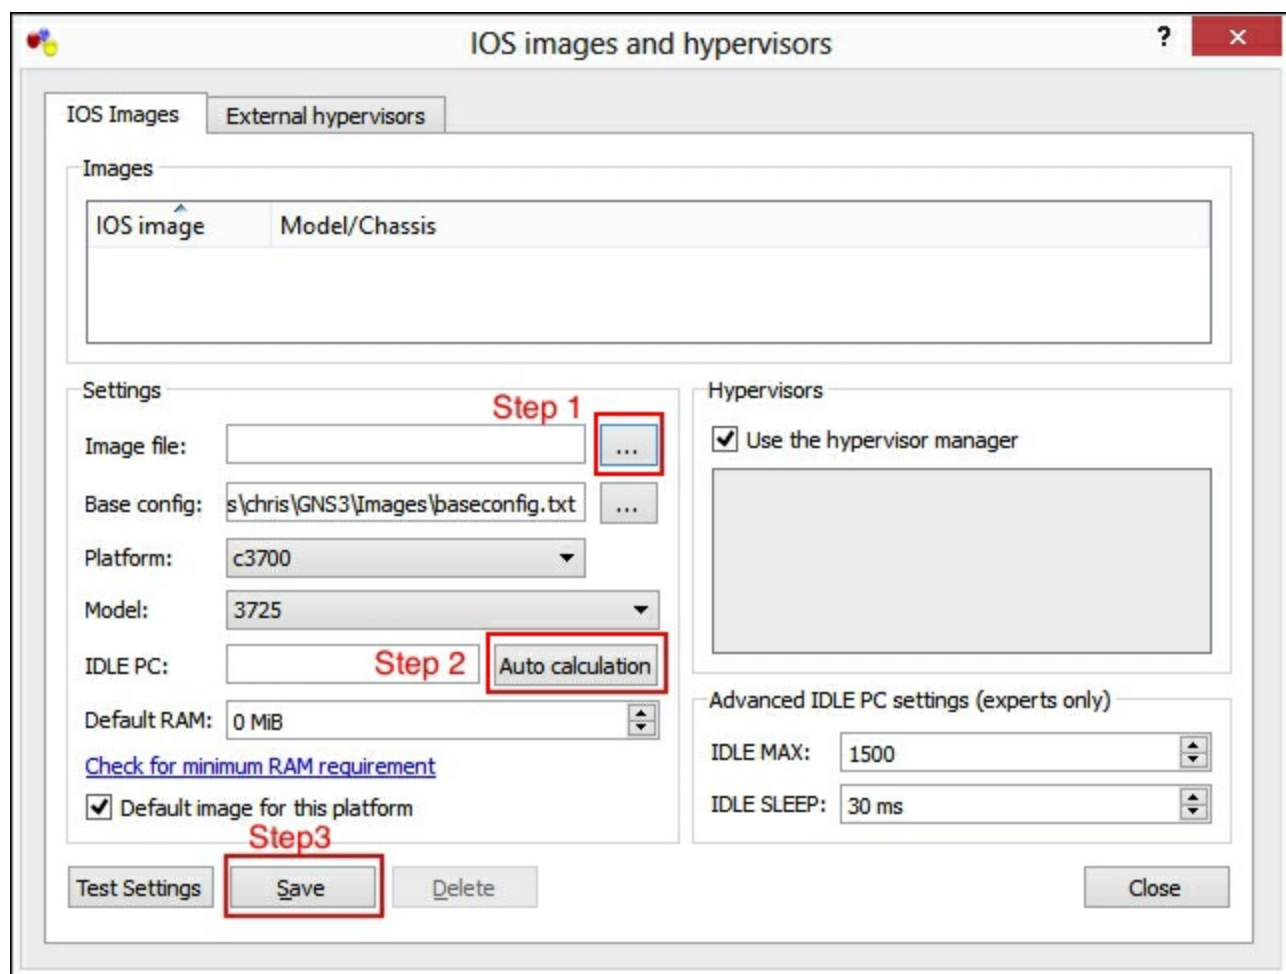 IOS images and hypervisors
?
IOS Images
External hypervisors
Images
IOS image
Model/Chassis
Settings
Step 1
Image file:
...
Base config:
s\chris\GNS3\Images\baseconfig.txt
...
Platform:
c3700
Model:
3725
IDLE PC:
Step 2
Auto calculation
Default RAM:
0 MiB
Check for minimum RAM requirement
Default image for this platform
Step3
Test Settings
Save
Delete
Hypervisors
Use the hypervisor manager
Advanced IDLE PC settings (experts only)
IDLE MAX:
1500
IDLE SLEEP:
30 ms
Close